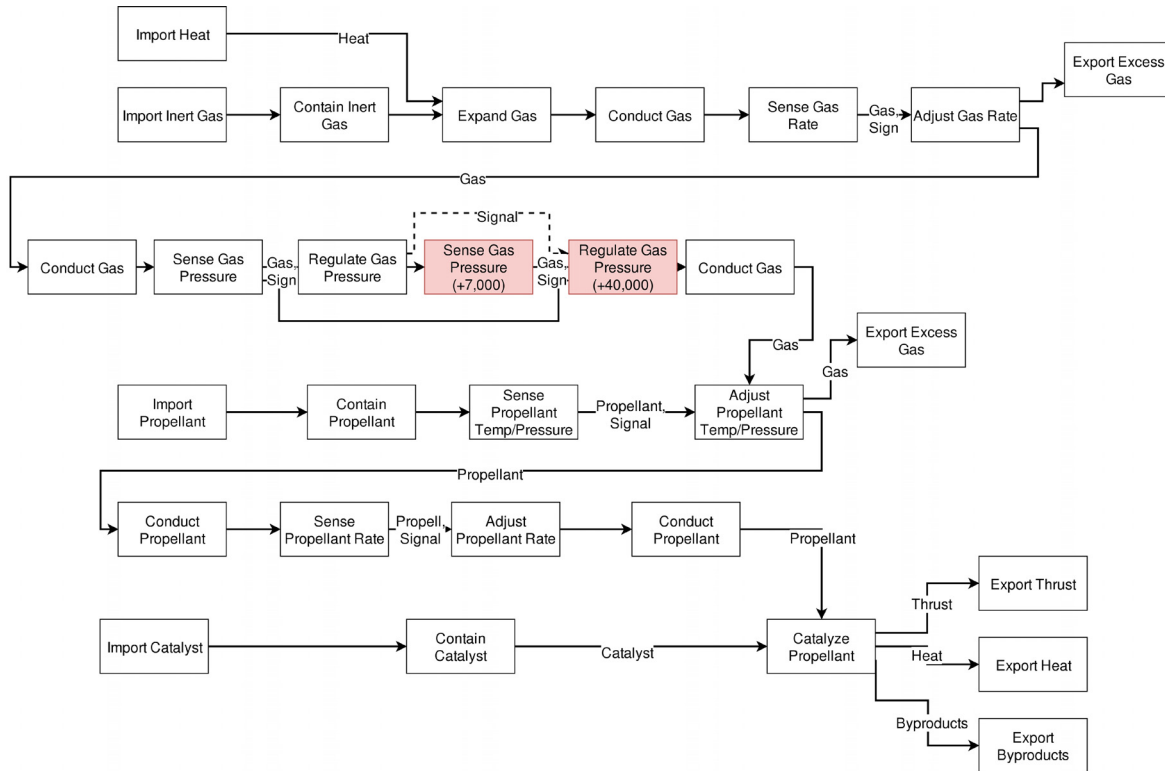 Import Heat
Heat
Export Excess
Gas
Import Inert Gas
Contain Inert
Gas
Expand Gas
Conduct Gas
Sense Gas
Rate
Gas,
Sign
Adjust Gas Rate
Gas
Signal
Conduct Gas
Sense Gas
Pressure
Gas,
Sign
Regulate Gas
Pressure
Sense Gas
Pressure
(+7,000)
Gas,
Sign
Regulate Gas
Pressure
(+40,000)
Conduct Gas
Gas
Export Excess
Gas
Gas
Import
Propellant
Contain
Propellant
Sense
Propellant
Temp/Pressure
Propellant,
Signal
Adjust
Propellant
Temp/Pressure
Propellant
Conduct
Propellant
Sense
Propellant Rate
Propell,
Signal
Adjust
Propellant Rate
Conduct
Propellant
Propellant
Export Thrust
Thrust
Import Catalyst
Contain
Catalyst
Catalyst
Catalyze
Propellant
Heat
Export Heat
Byproducts
Export
Byproducts